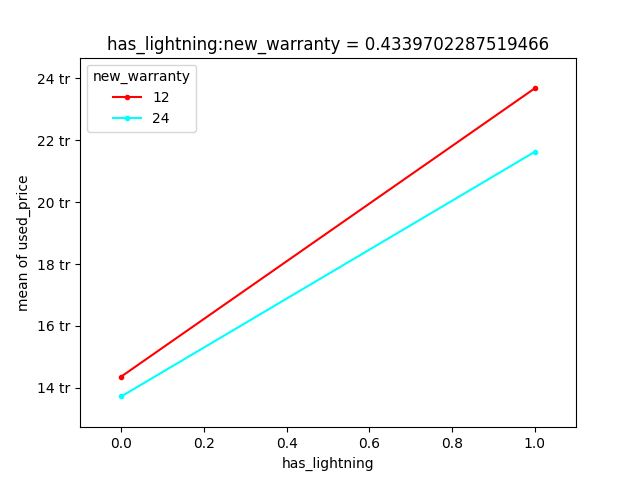 has_lightning:new_warranty = 0.4339702287519466
new_warranty
12
24
24 tr
22 tr
20 tr
18 tr
16 tr
14 tr
mean of used_price
0.0 0.2 0.4 0.6 0.8 1.0
has_lightning